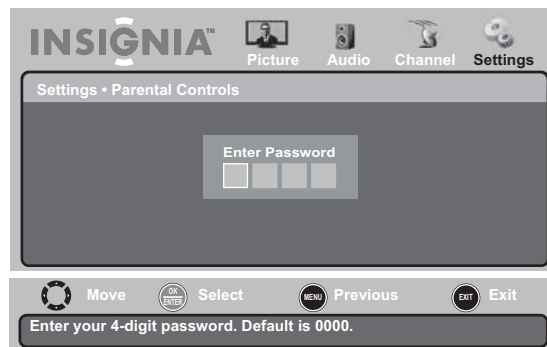 INSIGNIA™
Picture Audio Channel Settings
Settings • Parental Controls
Enter Password
Move OK ENTER Select MENU Previous EXIT Exit
Enter your 4-digit password. Default is 0000.